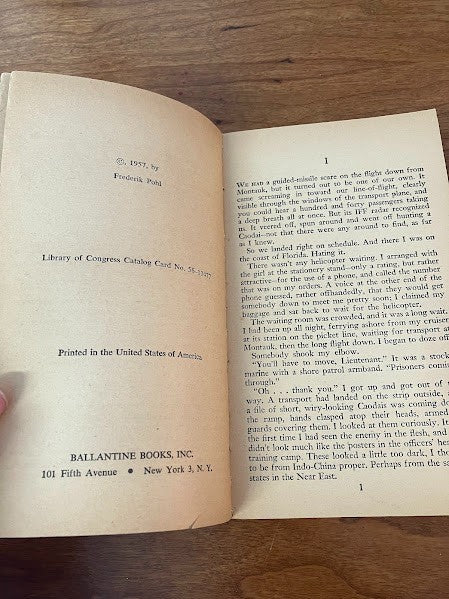 ©, 1957, by
Frederik Pohl
Library of Congress Catalog Card No.
Printed in the United States of America
BALLANTINE BOOKS, INC.
101 Fifth Avenue • New York 3, N. Y.
1
WE HAD a guided-missile scare on the flight down from
Montauk, but it turned out to be one of our own. It
came screaming in toward our line-of-flight, clearly
visible through the windows of the transport plane, and
you could hear a hundred and forty passengers taking
a deep breath all at once. But its IFF radar recognized
us. It veered off, spun around and went off hunting a
Caodai—not that there were any to find, as far
as I knew.
So we landed right on schedule. And there I was on
the coast of Florida. Hating it.
There wasn't any helicopter waiting. I arranged with
the girl at the stationery stand—only a rating, but rather
attractive—for the use of a phone, and called the number
that was on my orders. A voice at the other end of the
phone guessed, rather offhandedly, that they would get
somebody down to meet me pretty soon; I claimed my
baggage and sat back to wait for the helicopter.
The waiting room was crowded, and it was a long wait.
I had been up all night, ferrying ashore from my cruiser
at its station on the picket line, waiting for transport at
Montauk, then the long flight down. I began to doze off.
Somebody shook my elbow.
"You'll have to move, Lieutenant." It was a stock
marine with a shore patrol armband. "Prisoners comi
through."
"Oh . . . thank you." I got up and got out of
way. A transport had landed on the strip outside, a
a file of short, wiry-looking Caodais was coming do
the ramp, hands clasped atop their heads, armed
guards covering them. I looked at them curiously. It
the first time I had seen the enemy in the flesh, and
didn't look much like the posters in the officers' he
training camp. These looked a little too dark, I the
to be from Indo-China proper. Perhaps from the sa
states in the Near East.
1